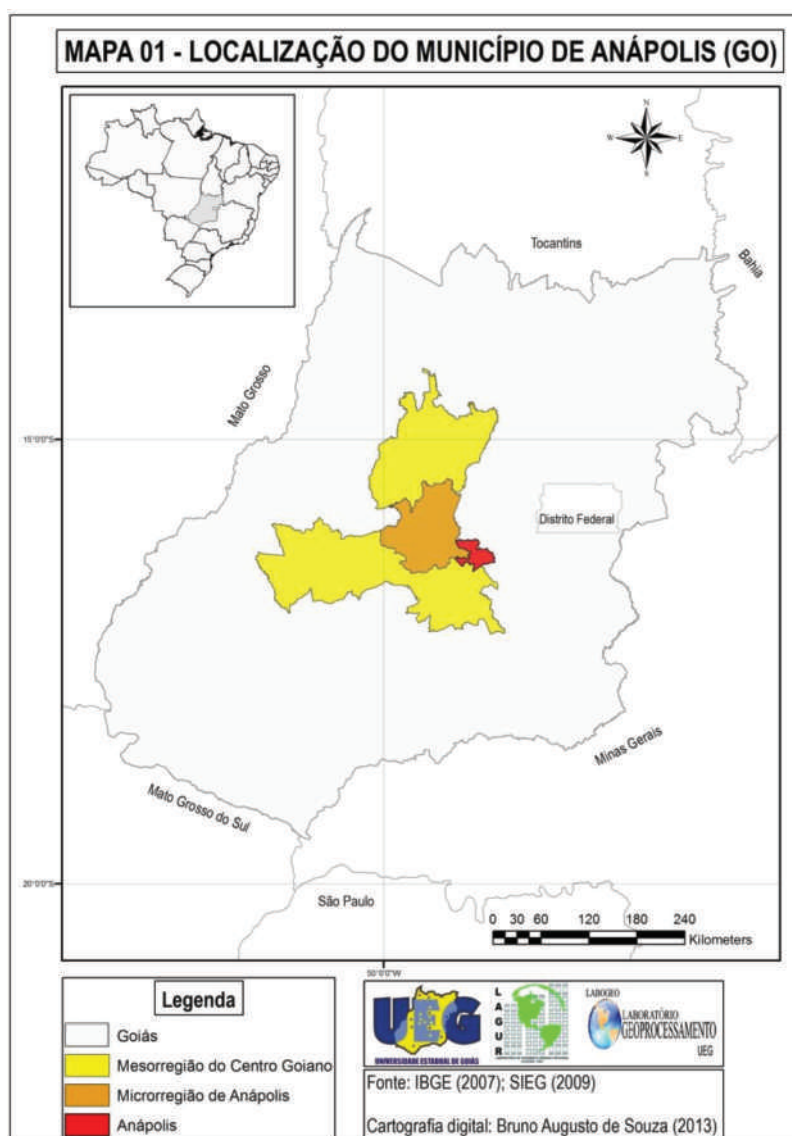 MAPA 01 - LOCALIZAÇÃO DO MUNICÍPIO DE ANÁPOLIS (GO)
N
W
E
S
Tocantins
Bahia
Mato Grosso
15°0'0"S
Distrito Federal
Minas Gerais
Mato Grosso do Sul
20°0'0"S
São Paulo
0 30 60 120 180 240
Kilometers
50°0'0"W
Legenda
Goiás
Mesorregião do Centro Goiano
Microrregião de Anápolis
Anápolis
UEG
UNIVERSIDADE ESTADUAL DE GOIÁS
LAGUR
LABOGEO
LABORATÓRIO
GEOPROCESSAMENTO
UEG
Fonte: IBGE (2007); SIEG (2009)
Cartografia digital: Bruno Augusto de Souza (2013)